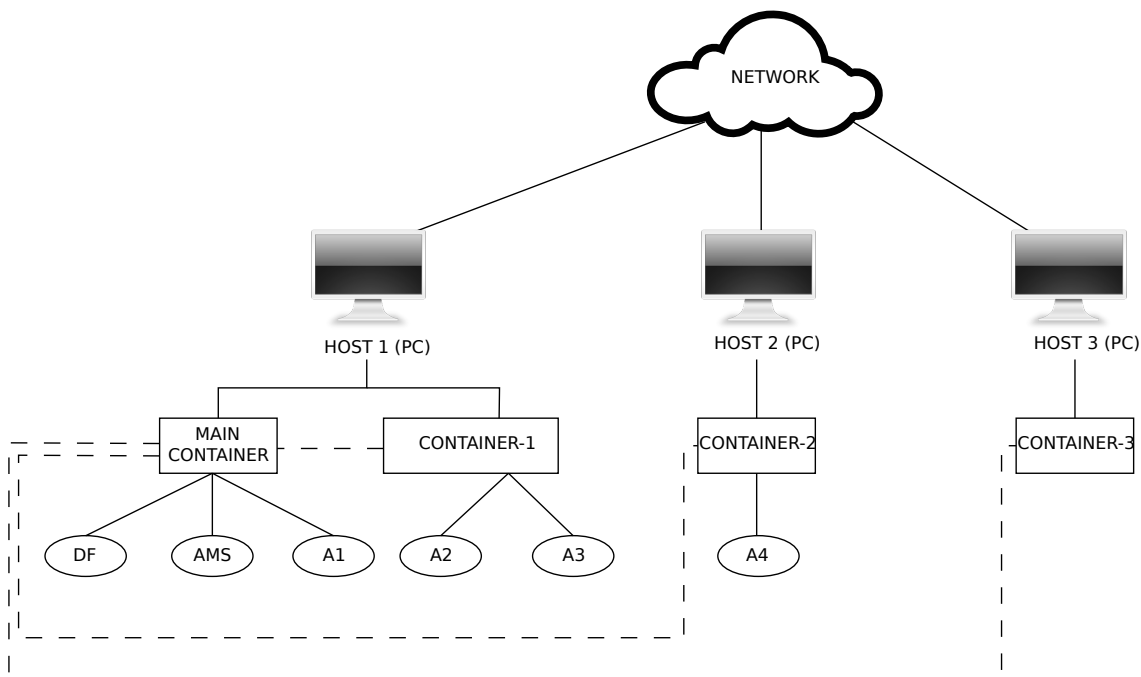 NETWORK
HOST 1 (PC)
HOST 2 (PC)
HOST 3 (PC)
MAIN
CONTAINER
CONTAINER-1
CONTAINER-2
CONTAINER-3
DF
AMS
A1
A2
A3
A4